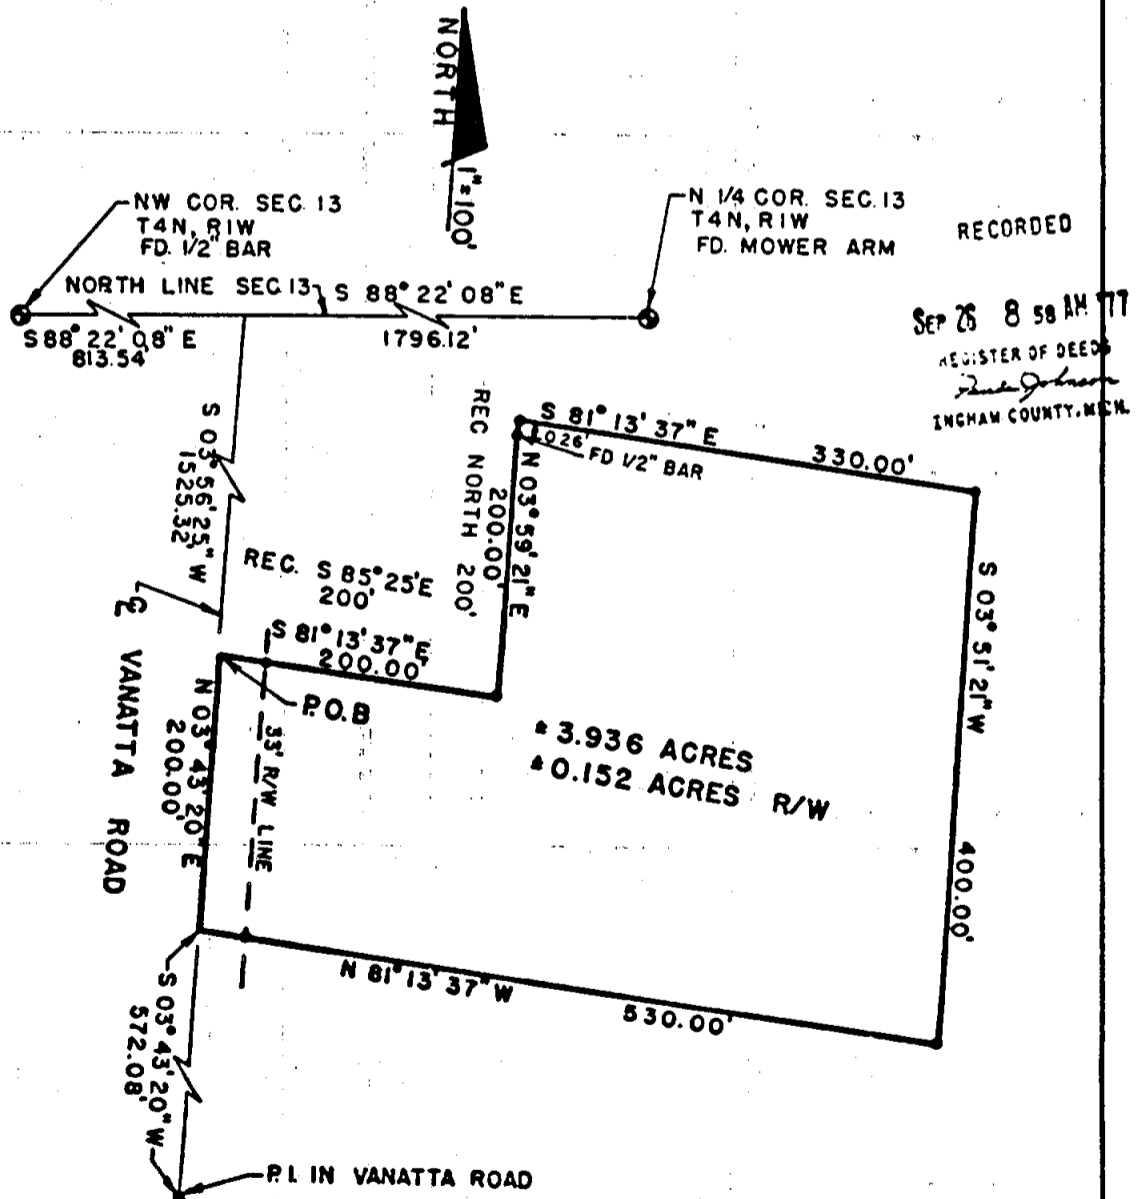 NORTH
1"=100'
NW COR. SEC. 13
T4N, R1W
FD. 1/2" BAR
N 1/4 COR. SEC. 13
T4N, R1W
FD. MOWER ARM
RECORDED
SEP 26 8 58 AM '77
REGISTER OF DEEDS
Johnson
INGHAM COUNTY, MICH.
NORTH LINE SEC 13
S 88° 22' 08" E
1796.12'
S 88° 22' 08" E
813.54'
S 03° 56' 25" W
1525.32'
REC NORTH 200'
N 03° 59' 21" E
200.00'
S 81° 13' 37" E
330.00'
FD 1/2" BAR
REC. S 85° 25' E
200'
S 81° 13' 37" E
200.00'
P.O.B
℄ VANATTA ROAD
N 03° 43' 20" E
200.00'
33' R/W LINE
± 3.936 ACRES
± 0.152 ACRES R/W
S 03° 51' 21" W
400.00'
N 81° 13' 37" W
530.00'
S 03° 43' 20" W
572.08'
P.I. IN VANATTA ROAD